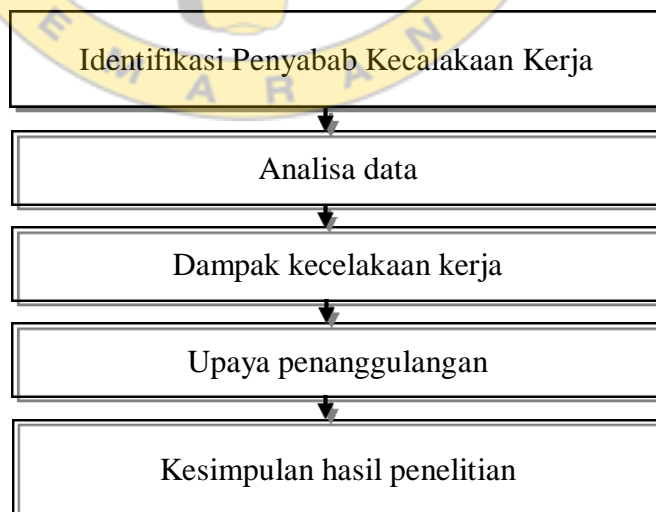 E M A R A N
Identifikasi Penyabab Kecalakaan Kerja
Analisa data
Dampak kecelakaan kerja
Upaya penanggulangan
Kesimpulan hasil penelitian